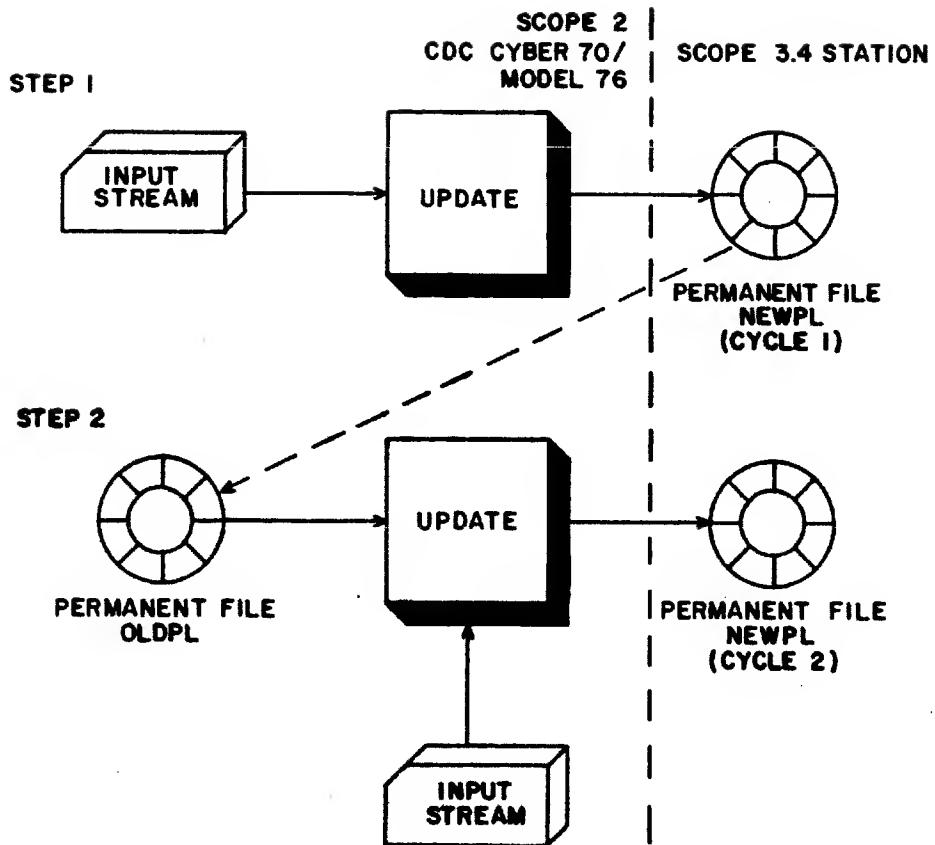 SCOPE 2
CDC CYBER 70/
MODEL 76
SCOPE 3.4 STATION
STEP 1
INPUT
STREAM
UPDATE
PERMANENT FILE
NEWPL
(CYCLE 1)
STEP 2
UPDATE
PERMANENT FILE
OLDPL
PERMANENT FILE
NEWPL
(CYCLE 2)
INPUT
STREAM